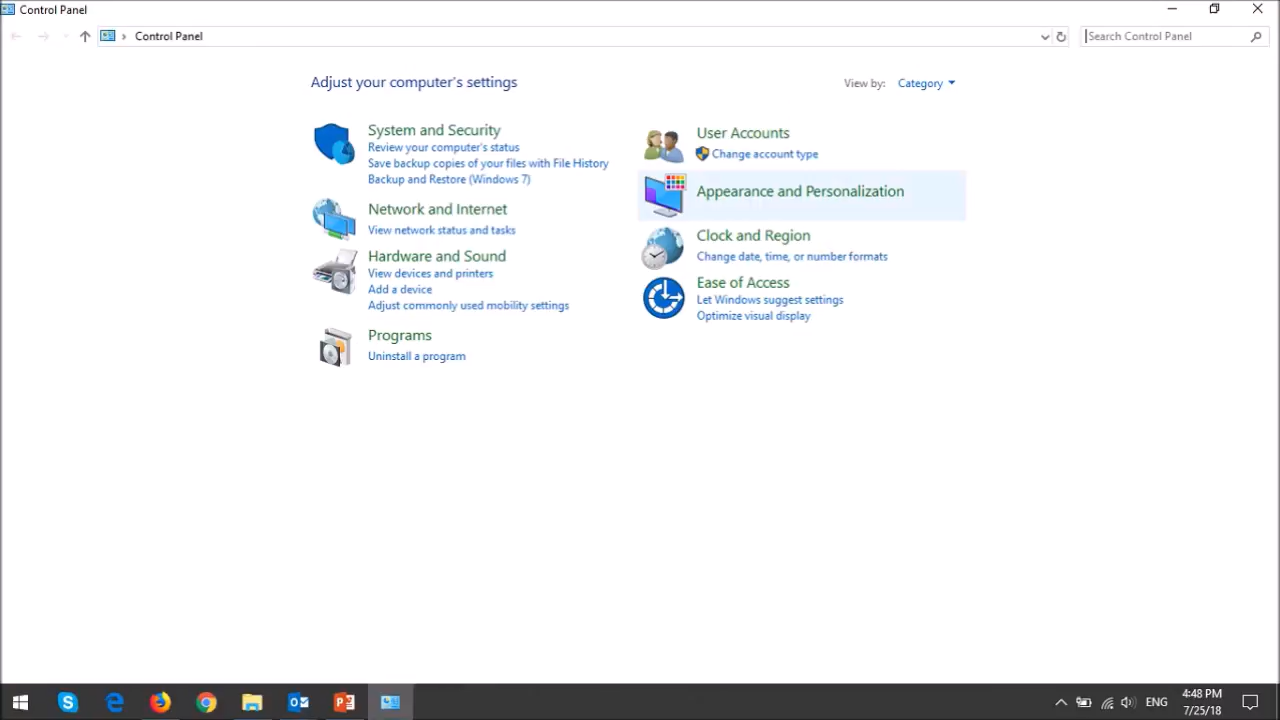 Control Panel
Control Panel
Search Control Panel
Adjust your computer's settings
View by:
Category
System and Security
Review your computer's status
Save backup copies of your files with File History
Backup and Restore (Windows 7)
Network and Internet
View network status and tasks
Hardware and Sound
View devices and printers
Add a device
Adjust commonly used mobility settings
Programs
Uninstall a program
User Accounts
Change account type
Appearance and Personalization
Clock and Region
Change date, time, or number formats
Ease of Access
Let Windows suggest settings
Optimize visual display
ENG
4:48 PM
7/25/18